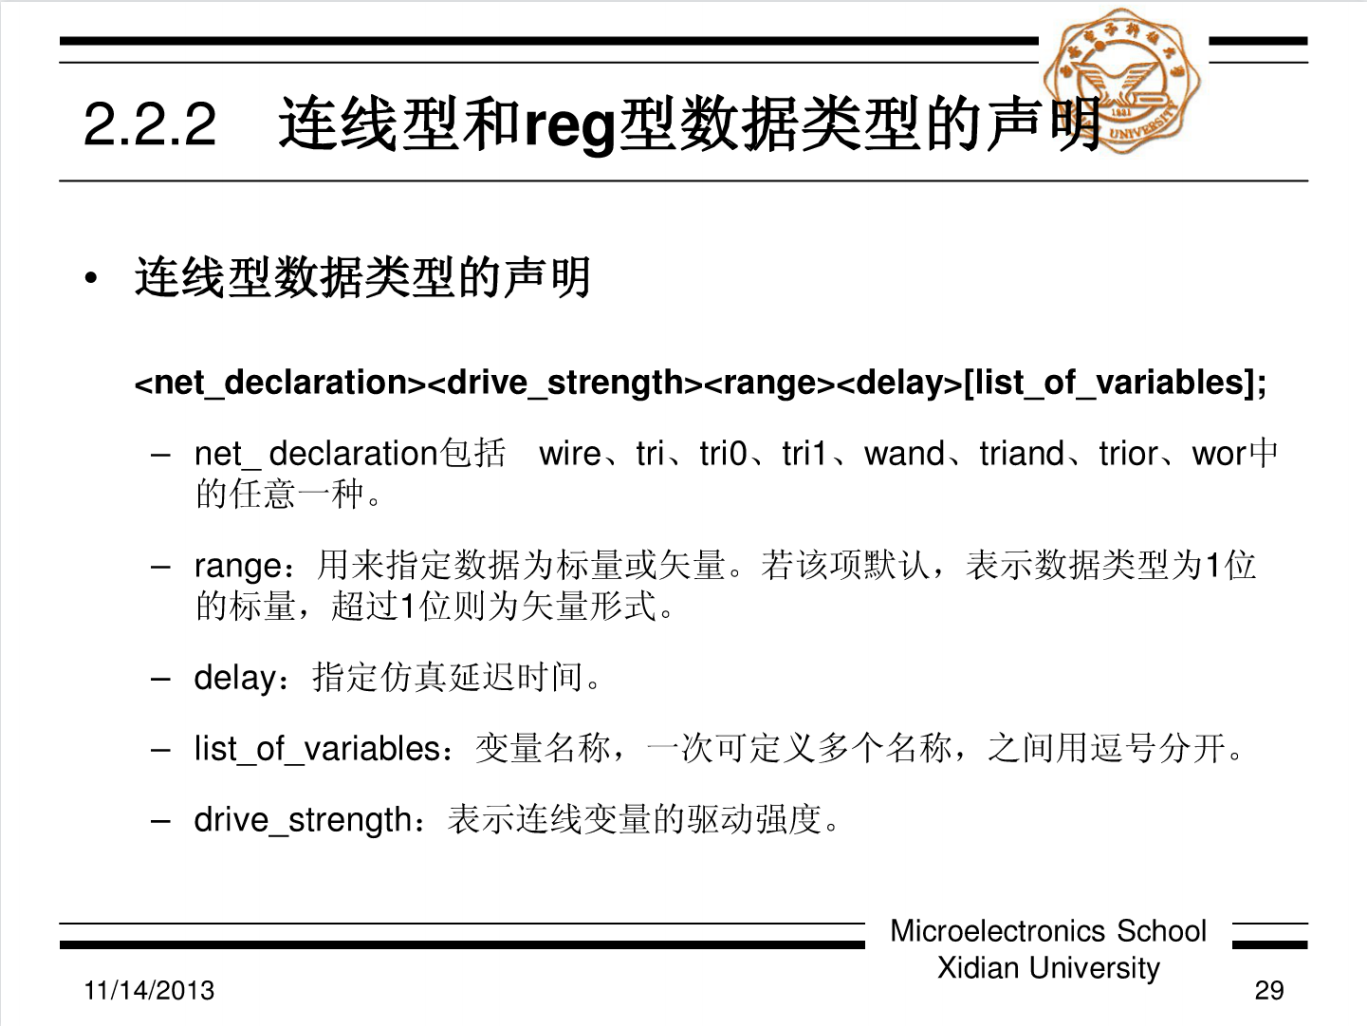 2.2.2 连线型和reg型数据类型的声明
• 连线型数据类型的声明
<net_declaration><drive_strength><range><delay>[list_of_variables];
– net_ declaration包括 wire、tri、tri0、tri1、wand、triand、trior、wor中
的任意一种。
– range：用来指定数据为标量或矢量。若该项默认，表示数据类型为1位
的标量，超过1位则为矢量形式。
– delay：指定仿真延迟时间。
– list_of_variables：变量名称，一次可定义多个名称，之间用逗号分开。
– drive_strength：表示连线变量的驱动强度。
Microelectronics School
Xidian University
11/14/2013
29